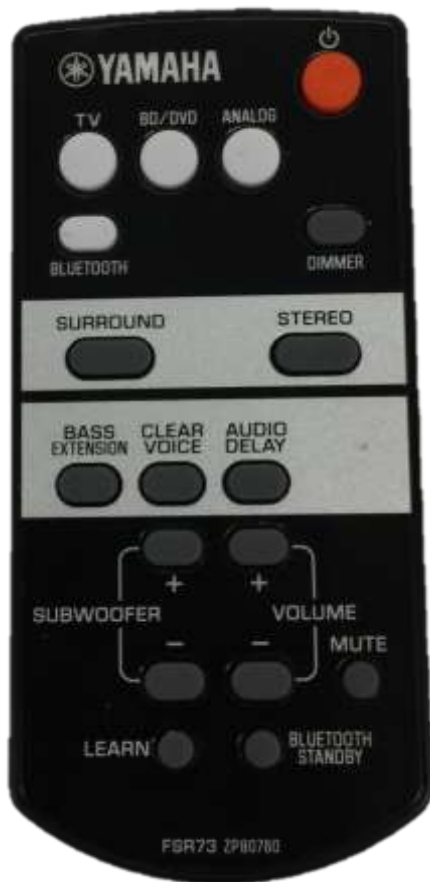 YAMAHA
TV BD/DVD ANALOG
BLUETOOTH DIMMER
SURROUND STEREO
BASS EXTENSION CLEAR VOICE AUDIO DELAY
+ +
SUBWOOFER VOLUME
- -
MUTE
LEARN BLUETOOTH STANDBY
FSR73 ZP80760